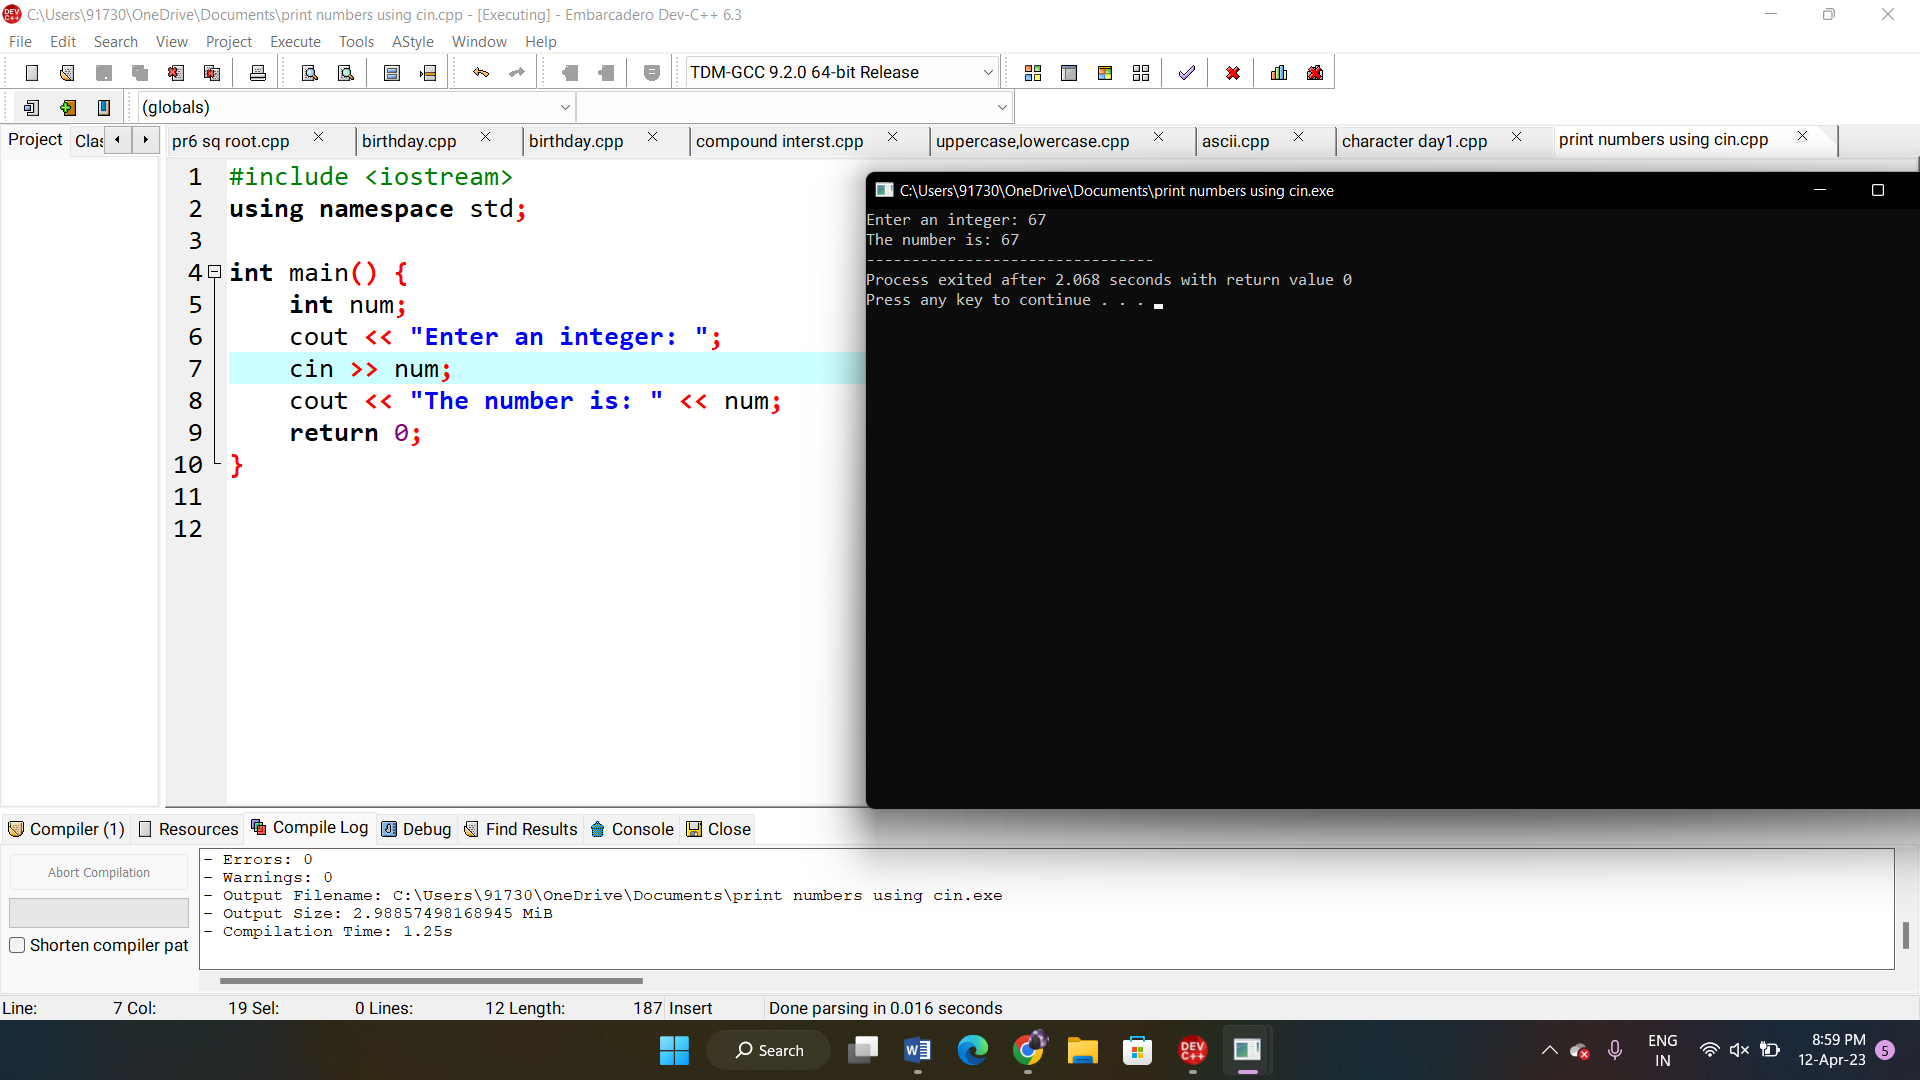 C:\Users\91730\OneDrive\Documents\print numbers using cin.cpp - [Executing] - Embarcadero Dev-C++ 6.3
File Edit Search View Project Execute Tools AStyle Window Help
TDM-GCC 9.2.0 64-bit Release
(globals)
Project Clas
pr6 sq root.cpp birthday.cpp birthday.cpp compound interst.cpp uppercase,lowercase.cpp ascii.cpp character day1.cpp print numbers using cin.cpp
1 #include <iostream>
2 using namespace std;
3
4 int main() {
5 int num;
6 cout << "Enter an integer: ";
7 cin >> num;
8 cout << "The number is: " << num;
9 return 0;
10 }
11
12
C:\Users\91730\OneDrive\Documents\print numbers using cin.exe
Enter an integer: 67
The number is: 67
--------------------------------
Process exited after 2.068 seconds with return value 0
Press any key to continue . . .
Compiler (1) Resources Compile Log Debug Find Results Console Close
Abort Compilation
Shorten compiler pat
- Errors: 0
- Warnings: 0
- Output Filename: C:\Users\91730\OneDrive\Documents\print numbers using cin.exe
- Output Size: 2.98857498168945 MiB
- Compilation Time: 1.25s
Line: 7 Col: 19 Sel: 0 Lines: 12 Length: 187 Insert Done parsing in 0.016 seconds
Search
DEV C++
ENG
IN
8:59 PM
12-Apr-23
5